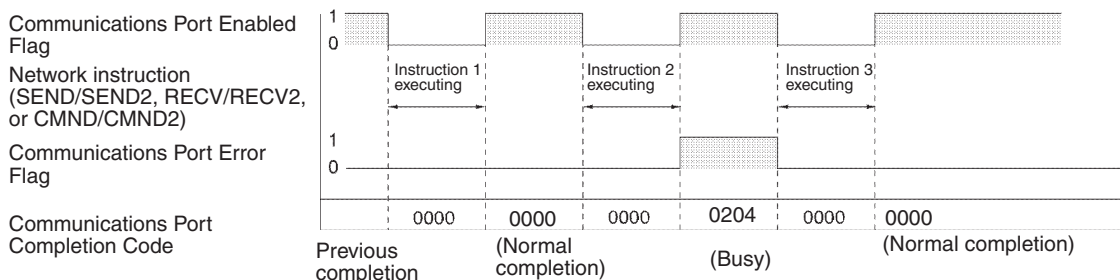 Communications Port Enabled
Flag
1
0
Network instruction
(SEND/SEND2, RECV/RECV2,
or CMND/CMND2)
Instruction 1
executing
Instruction 2
executing
Instruction 3
executing
Communications Port Error
Flag
1
0
Communications Port
Completion Code
0000
0000
0000
0204
0000
0000
Previous
completion
(Normal
completion)
(Busy)
(Normal completion)